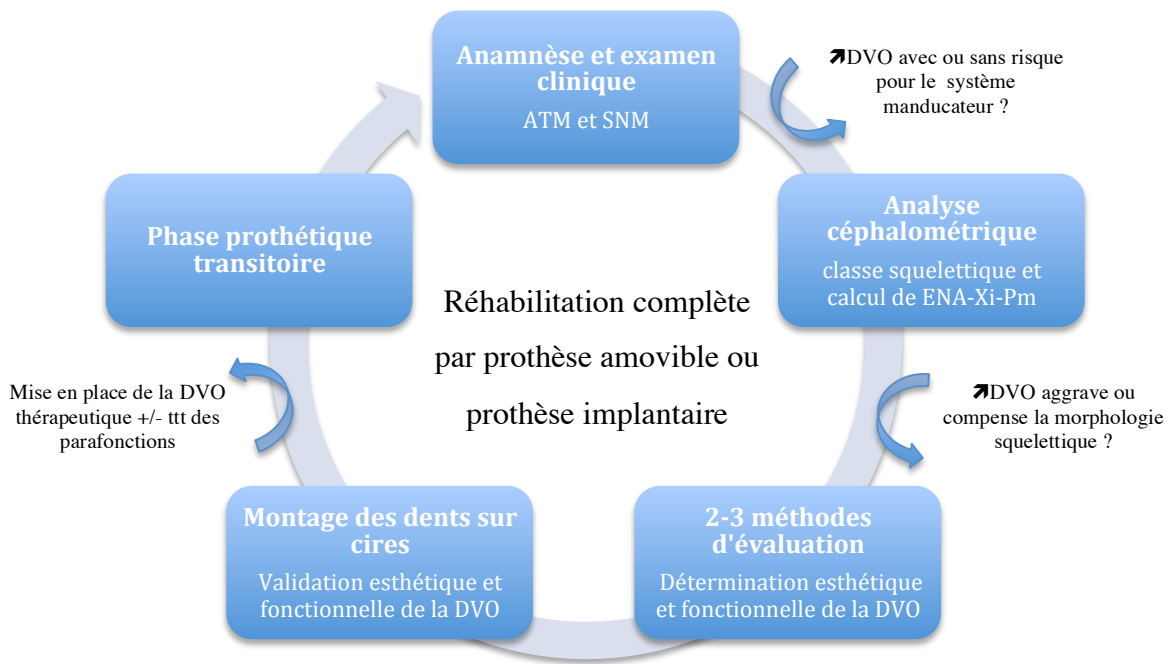 Anamnèse et examen
clinique
ATM et SNM
➚DVO avec ou sans risque
pour le système
manducateur ?
Analyse
céphalométrique
classe squelettique et
calcul de ENA-Xi-Pm
➚DVO aggrave ou
compense la morphologie
squelettique ?
2-3 méthodes
d'évaluation
Détermination esthétique
et fonctionnelle de la DVO
Montage des dents sur
cires
Validation esthétique et
fonctionnelle de la DVO
Mise en place de la DVO
thérapeutique +/- ttt des
parafonctions
Phase prothétique
transitoire
Réhabilitation complète
par prothèse amovible ou
prothèse implantaire